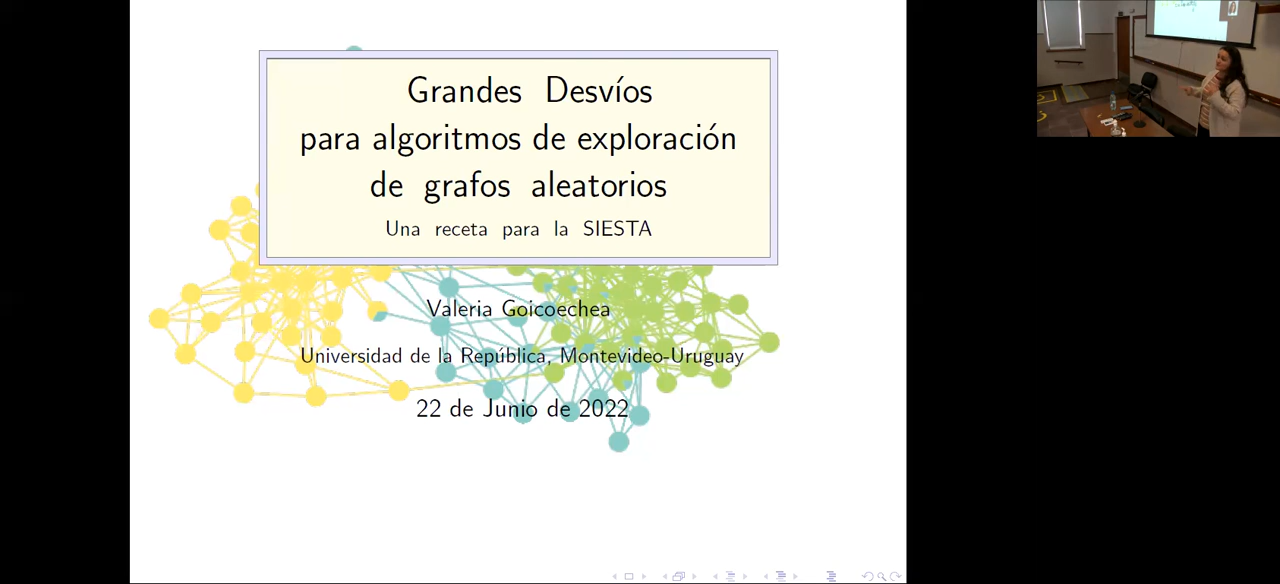 Grandes Desvíos
para algoritmos de exploración
de grafos aleatorios
Una receta para la SIESTA
Valeria Goicoechea
Universidad de la República, Montevideo-Uruguay
22 de Junio de 2022